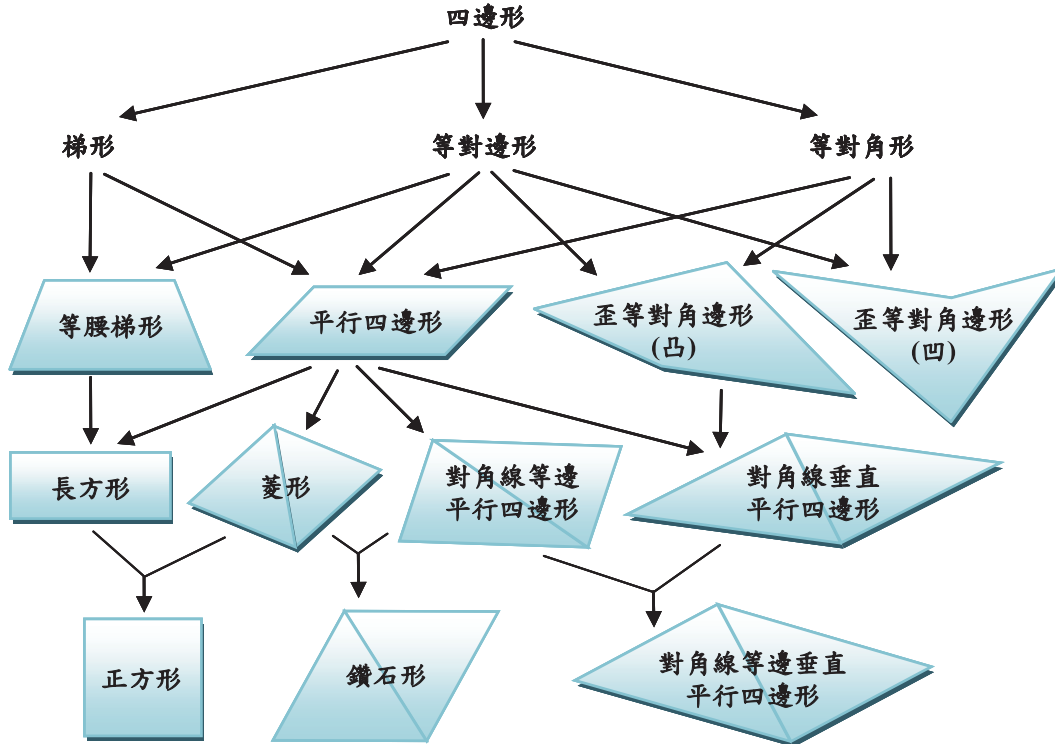 四邊形
梯形
等對邊形
等對角形
等腰梯形
平行四邊形
歪等對角邊形
(凸)
歪等對角邊形
(凹)
長方形
菱形
對角線等邊
平行四邊形
對角線垂直
平行四邊形
正方形
鑽石形
對角線等邊垂直
平行四邊形